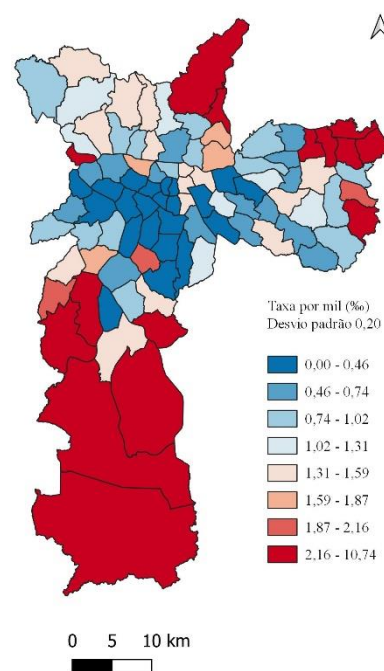 Taxa por mil (‰)
Desvio padrão 0,20
0,00 - 0,46
0,46 - 0,74
0,74 - 1,02
1,02 - 1,31
1,31 - 1,59
1,59 - 1,87
1,87 - 2,16
2,16 - 10,74
0 5 10 km